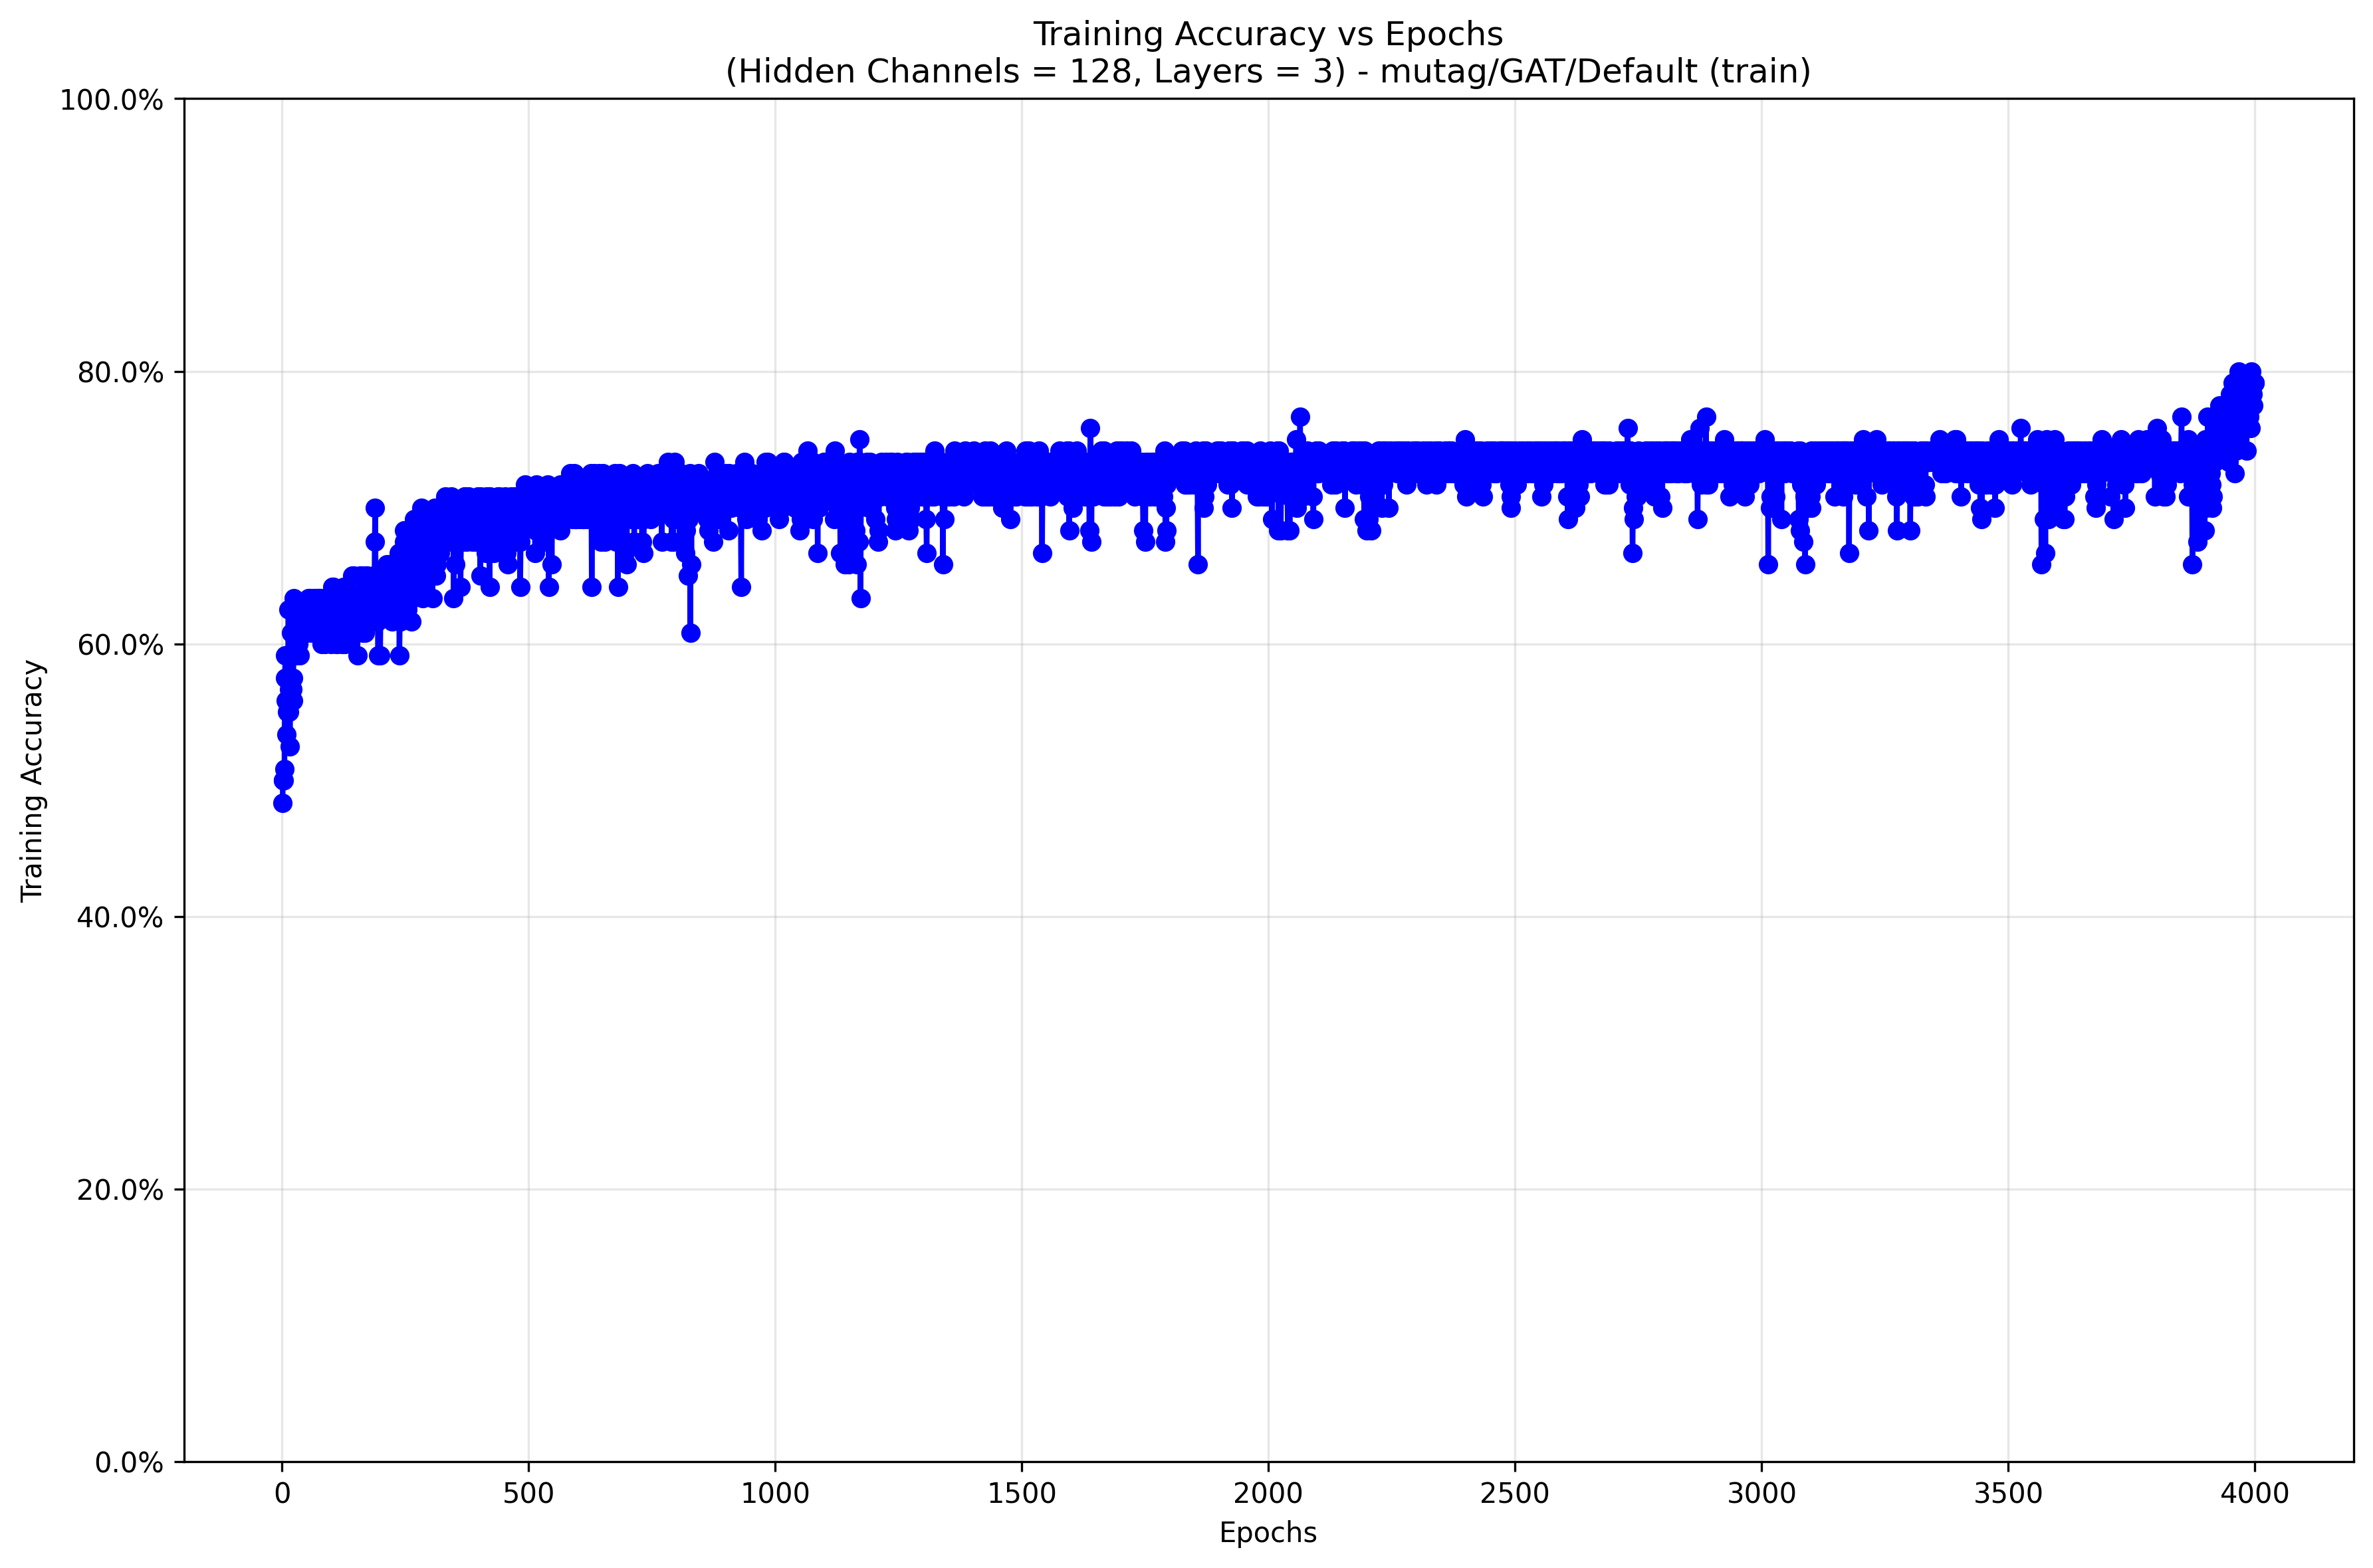 Training Accuracy vs Epochs
(Hidden Channels = 128, Layers = 3) - mutag/GAT/Default (train)
100.0%
80.0%
60.0%
40.0%
20.0%
0.0%
Training Accuracy
0 500 1000 1500 2000 2500 3000 3500 4000
Epochs